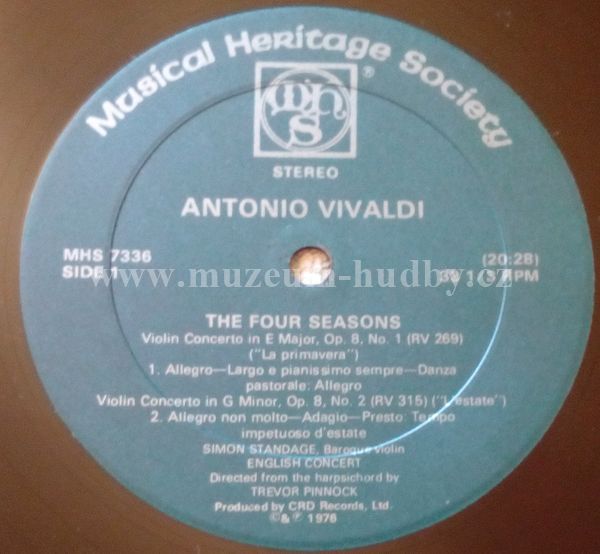 Musical Heritage Society
mhs
®
STEREO
ANTONIO VIVALDI
MHS 7336 (20:28)
SIDE 1 33 1/3 RPM
www.muzeum-hudby.cz
THE FOUR SEASONS
Violin Concerto in E Major, Op. 8, No. 1 (RV 269)
("La primavera")
1. Allegro—Largo e pianissimo sempre—Danza
pastorale: Allegro
Violin Concerto in G Minor, Op. 8, No. 2 (RV 315) ("L'estate")
2. Allegro non molto—Adagio—Presto: Tempo
impetuoso d'estate
SIMON STANDAGE, Baroque violin
ENGLISH CONCERT
Directed from the harpsichord by
TREVOR PINNOCK
Produced by CRD Records, Ltd.
©&℗ 1976